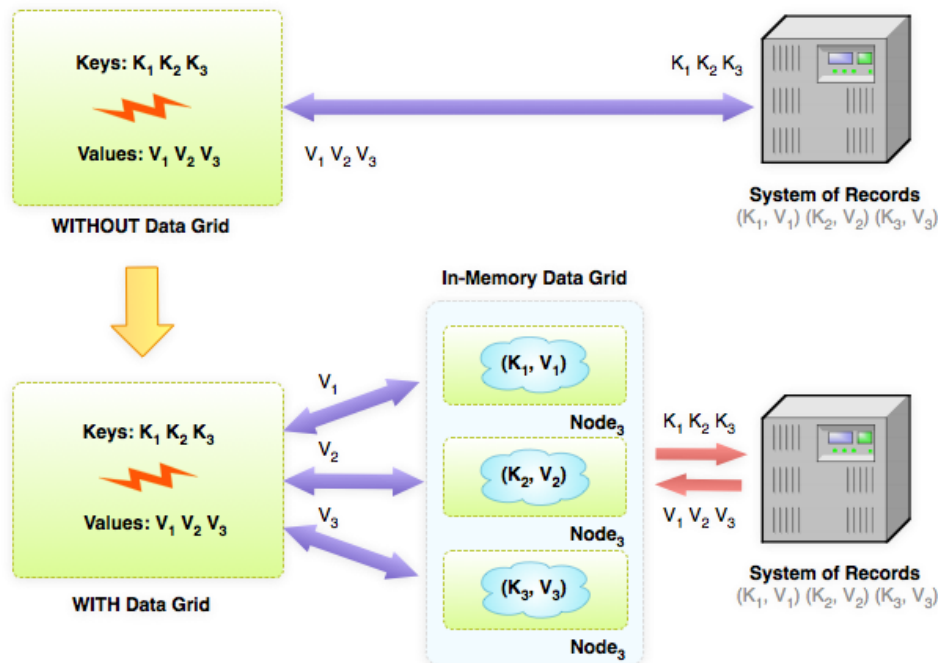 Keys: K₁ K₂ K₃
Values: V₁ V₂ V₃
WITHOUT Data Grid
K₁ K₂ K₃
V₁ V₂ V₃
System of Records
(K₁, V₁) (K₂, V₂) (K₃, V₃)
In-Memory Data Grid
Keys: K₁ K₂ K₃
Values: V₁ V₂ V₃
WITH Data Grid
V₁
V₂
V₃
(K₁, V₁)
Node₃
(K₂, V₂)
Node₃
(K₃, V₃)
Node₃
K₁ K₂ K₃
V₁ V₂ V₃
System of Records
(K₁, V₁) (K₂, V₂) (K₃, V₃)